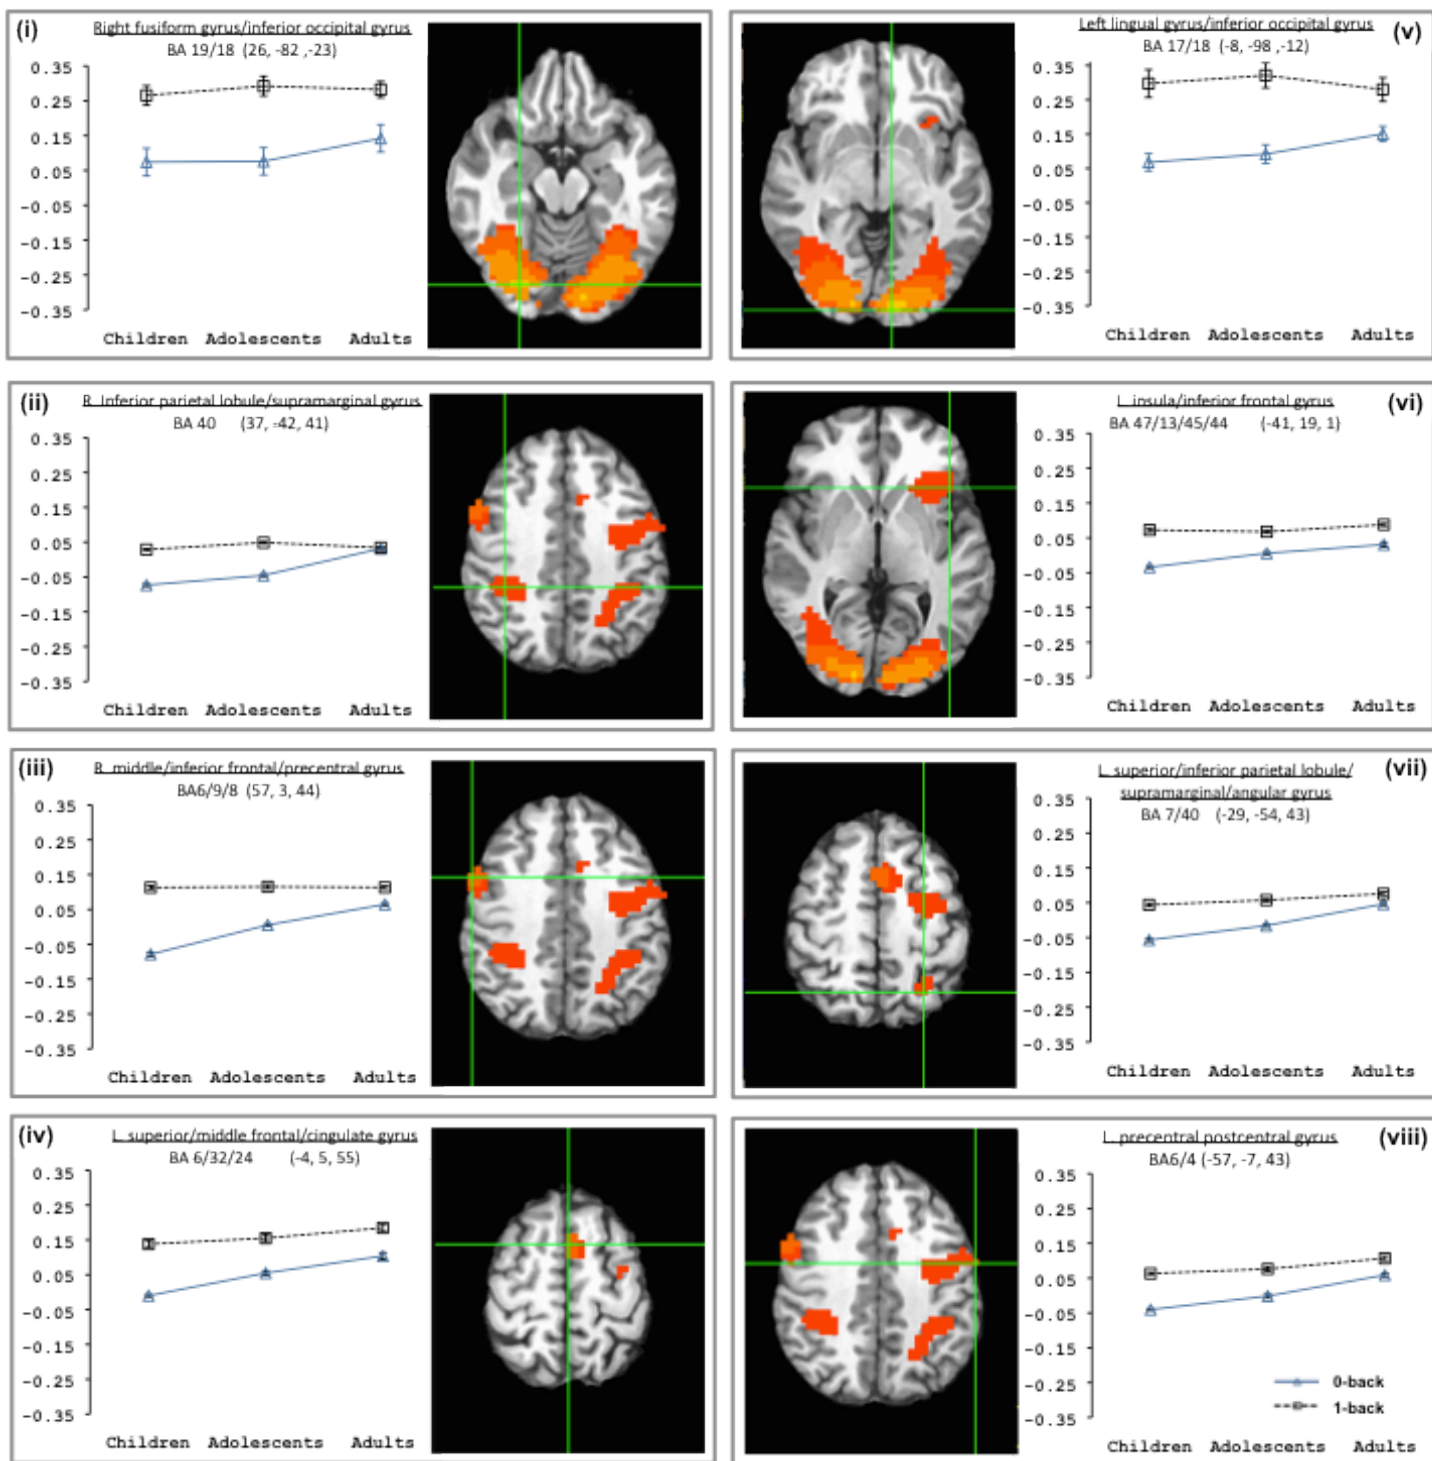 (i)
Right fusiform gyrus/inferior occipital gyrus
BA 19/18 (26, -82 ,-23)
0.35
0.25
0.15
0.05
-0.05
-0.15
-0.25
-0.35
Children Adolescents Adults
(ii)
R. Inferior parietal lobule/supramarginal gyrus
BA 40 (37, -42, 41)
0.35
0.25
0.15
0.05
-0.05
-0.15
-0.25
-0.35
Children Adolescents Adults
(iii)
R. middle/inferior frontal/precentral gyrus
BA6/9/8 (57, 3, 44)
0.35
0.25
0.15
0.05
-0.05
-0.15
-0.25
-0.35
Children Adolescents Adults
(iv)
L. superior/middle frontal/cingulate gyrus
BA 6/32/24 (-4, 5, 55)
0.35
0.25
0.15
0.05
-0.05
-0.15
-0.25
-0.35
Children Adolescents Adults
(v)
Left lingual gyrus/inferior occipital gyrus
BA 17/18 (-8, -98 ,-12)
0.35
0.25
0.15
0.05
-0.05
-0.15
-0.25
-0.35
Children Adolescents Adults
(vi)
L. insula/inferior frontal gyrus
BA 47/13/45/44 (-41, 19, 1)
0.35
0.25
0.15
0.05
-0.05
-0.15
-0.25
-0.35
Children Adolescents Adults
(vii)
L. superior/inferior parietal lobule/
supramarginal/angular gyrus
BA 7/40 (-29, -54, 43)
0.35
0.25
0.15
0.05
-0.05
-0.15
-0.25
-0.35
Children Adolescents Adults
(viii)
L. precentral postcentral gyrus
BA6/4 (-57, -7, 43)
0.35
0.25
0.15
0.05
-0.05
-0.15
-0.25
-0.35
0-back
1-back
Children Adolescents Adults